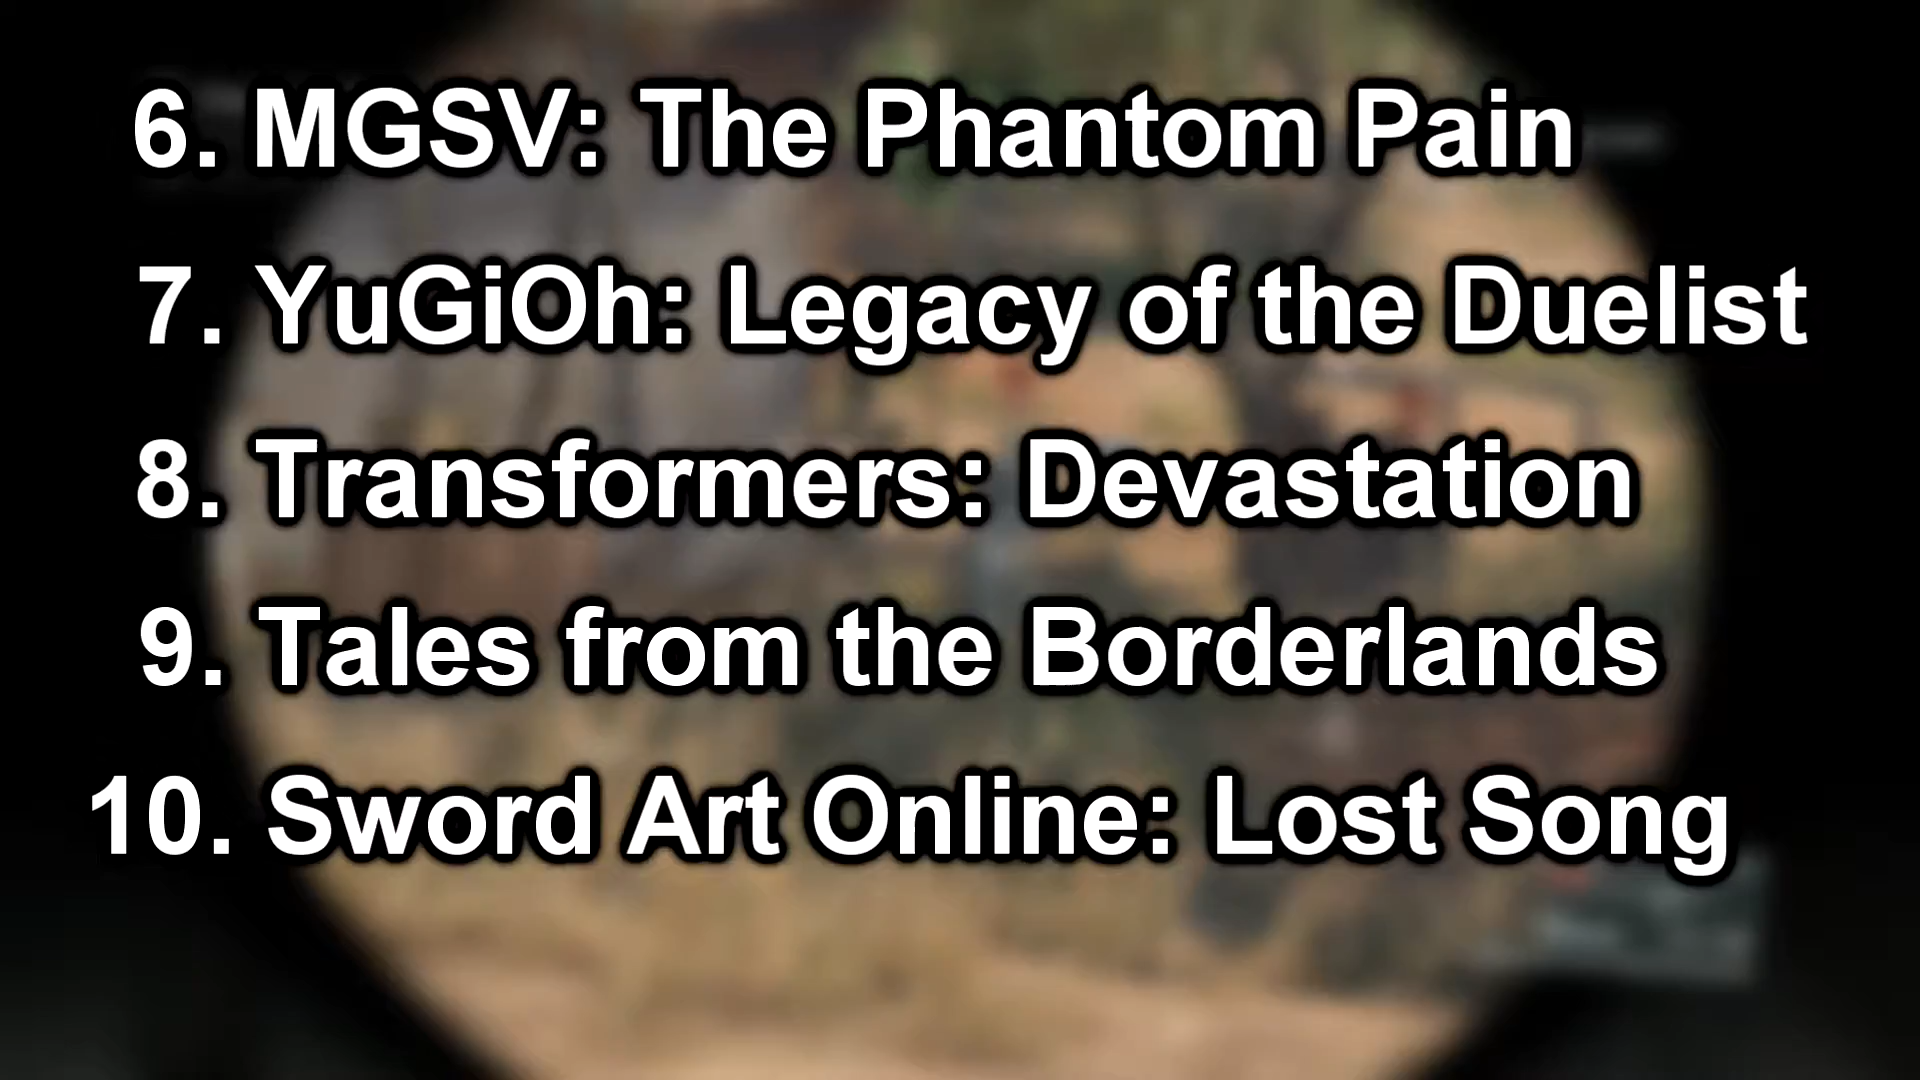 6. MGSV: The Phantom Pain
7. YuGiOh: Legacy of the Duelist
8. Transformers: Devastation
9. Tales from the Borderlands
10. Sword Art Online: Lost Song